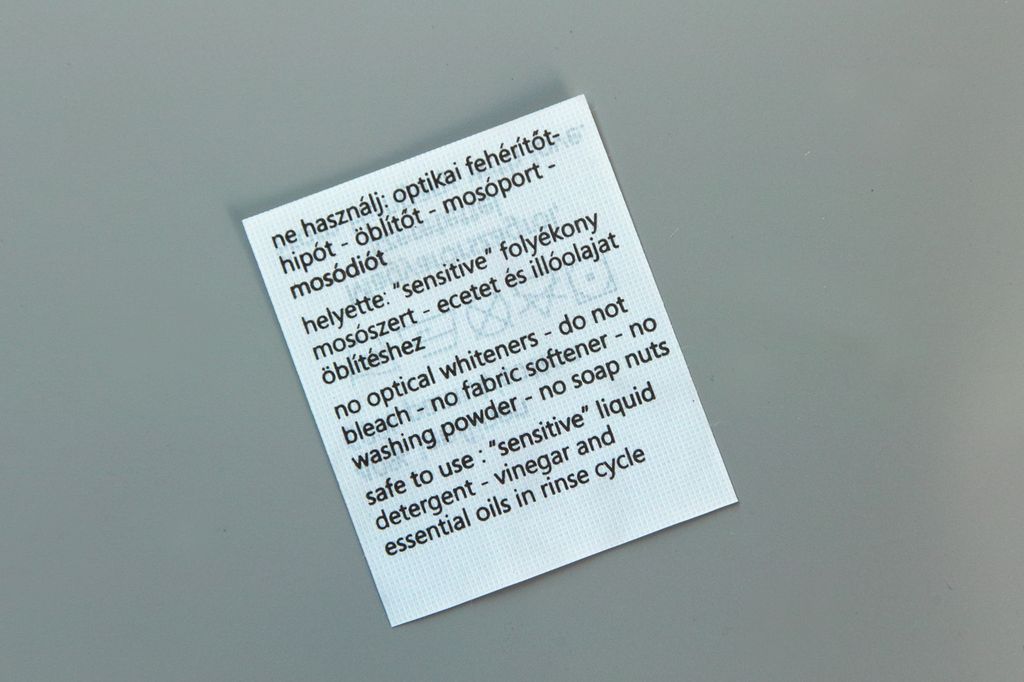 ne használj: optikai fehérítőt-
hipót - öblítőt - mosóport -
mosódiót
helyette: "sensitive" folyékony
mosószert - ecetet és illóolajat
öblítéshez
no optical whiteners - do not
bleach - no fabric softener - no
washing powder - no soap nuts
safe to use : "sensitive" liquid
detergent - vinegar and
essential oils in rinse cycle